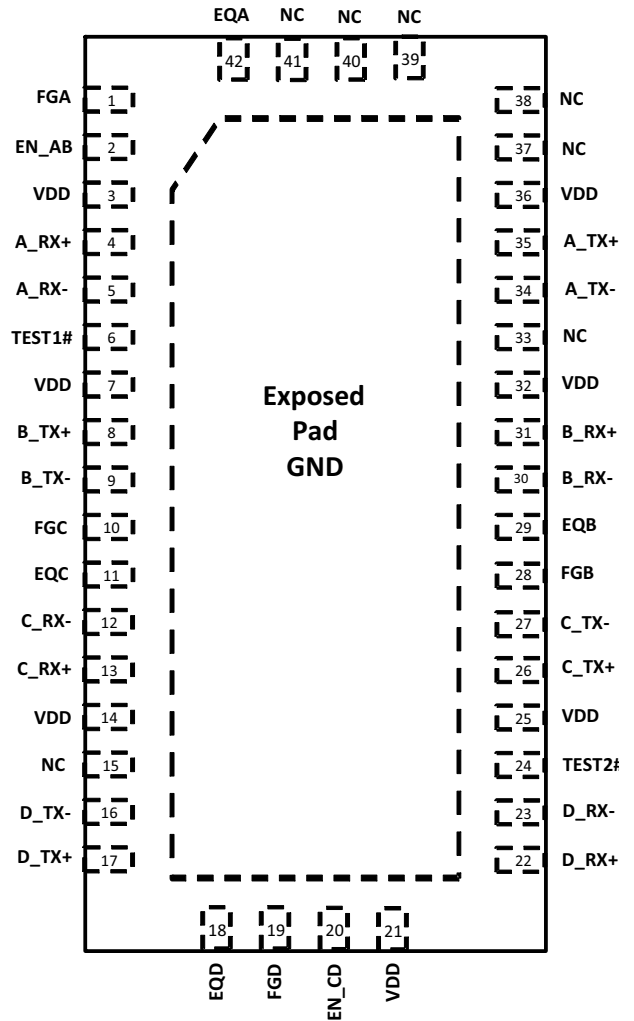 EQA NC NC NC
42 41 40 39
FGA 1 38 NC
EN_AB 2 37 NC
VDD 3 36 VDD
A_RX+ 4 35 A_TX+
A_RX- 5 34 A_TX-
TEST1# 6 33 NC
VDD 7 32 VDD
Exposed
Pad
GND
B_TX+ 8 31 B_RX+
B_TX- 9 30 B_RX-
FGC 10 29 EQB
EQC 11 28 FGB
C_RX- 12 27 C_TX-
C_RX+ 13 26 C_TX+
VDD 14 25 VDD
NC 15 24 TEST2#
D_TX- 16 23 D_RX-
D_TX+ 17 22 D_RX+
18 19 20 21
EQD FGD EN_CD VDD